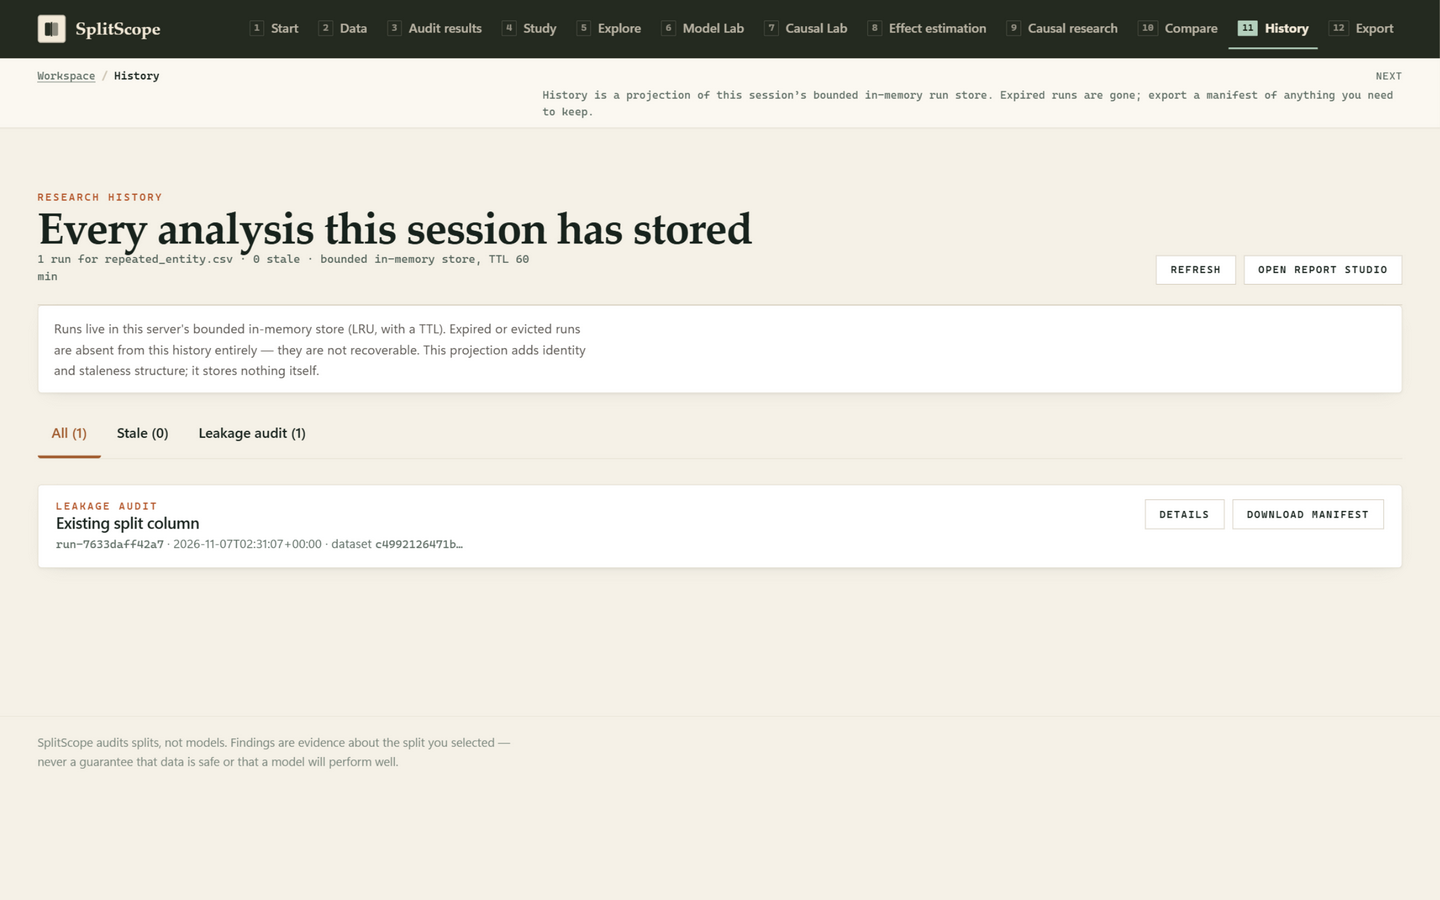 SplitScope
1 Start
2 Data
3 Audit results
4 Study
5 Explore
6 Model Lab
7 Causal Lab
8 Effect estimation
9 Causal research
10 Compare
11 History
12 Export
Workspace / History
NEXT
History is a projection of this session's bounded in-memory run store. Expired runs are gone; export a manifest of anything you need
to keep.
RESEARCH HISTORY
Every analysis this session has stored
1 run for repeated_entity.csv · 0 stale · bounded in-memory store, TTL 60
min
REFRESH
OPEN REPORT STUDIO
Runs live in this server's bounded in-memory store (LRU, with a TTL). Expired or evicted runs
are absent from this history entirely — they are not recoverable. This projection adds identity
and staleness structure; it stores nothing itself.
All (1)
Stale (0)
Leakage audit (1)
LEAKAGE AUDIT
Existing split column
run-7633daff42a7 · 2026-11-07T02:31:07+00:00 · dataset c4992126471b…
DETAILS
DOWNLOAD MANIFEST
SplitScope audits splits, not models. Findings are evidence about the split you selected —
never a guarantee that data is safe or that a model will perform well.